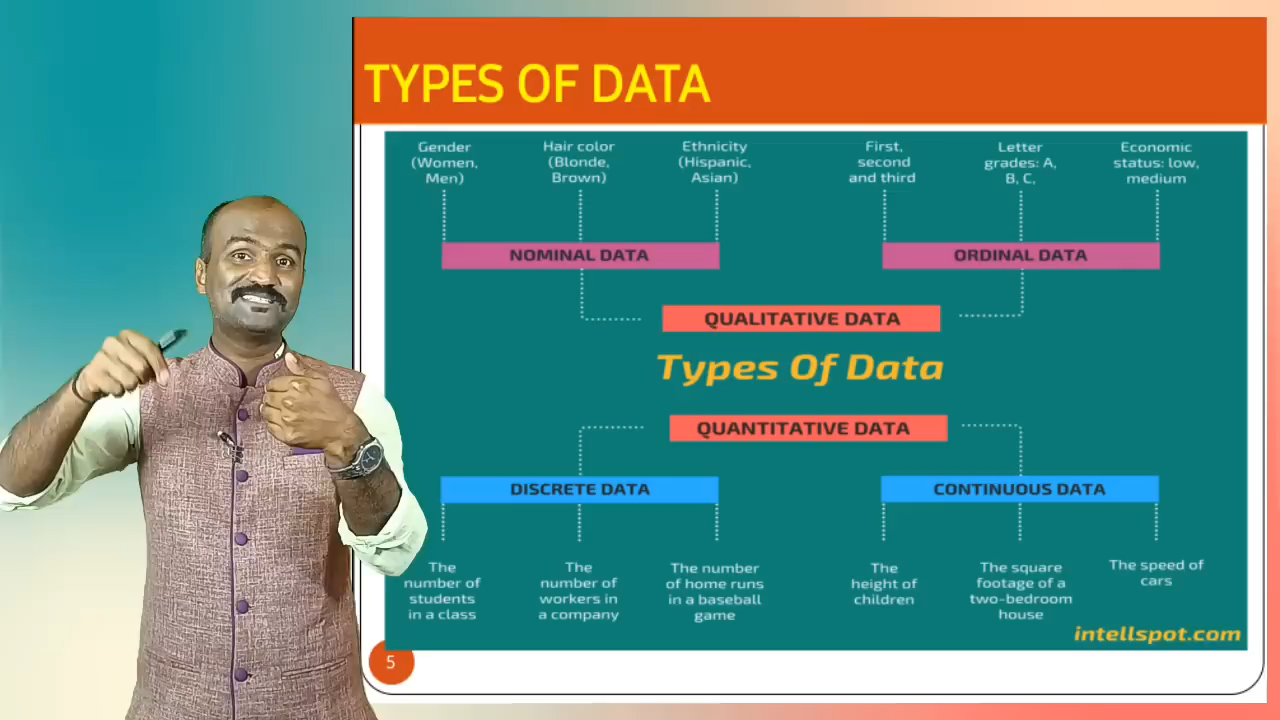 TYPES OF DATA
Gender
(Women,
Men)
Hair color
(Blonde,
Brown)
Ethnicity
(Hispanic,
Asian)
First,
second
and third
Letter
grades: A,
B, C,
Economic
status: low,
medium
NOMINAL DATA
ORDINAL DATA
QUALITATIVE DATA
Types Of Data
QUANTITATIVE DATA
DISCRETE DATA
CONTINUOUS DATA
The
number of
students
in a class
The
number of
workers in
a company
The number
of home runs
in a baseball
game
The
height of
children
The square
footage of a
two-bedroom
house
The speed of
cars
intellspot.com
5